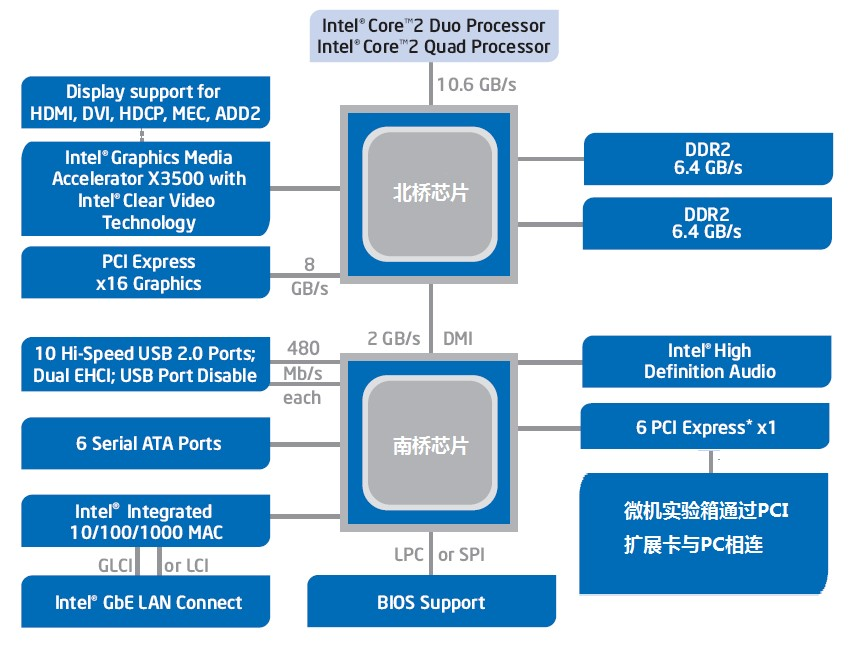 Intel® Core™2 Duo Processor
Intel® Core™2 Quad Processor
10.6 GB/s
Display support for
HDMI, DVI, HDCP, MEC, ADD2
Intel® Graphics Media
Accelerator X3500 with
Intel® Clear Video
Technology
北桥芯片
DDR2
6.4 GB/s
DDR2
6.4 GB/s
PCI Express
x16 Graphics
8
GB/s
2 GB/s DMI
10 Hi-Speed USB 2.0 Ports;
Dual EHCI; USB Port Disable
480
Mb/s
each
Intel® High
Definition Audio
6 Serial ATA Ports
南桥芯片
6 PCI Express* x1
Intel® Integrated
10/100/1000 MAC
微机实验箱通过PCI
扩展卡与PC相连
GLCI or LCI
LPC or SPI
Intel® GbE LAN Connect
BIOS Support